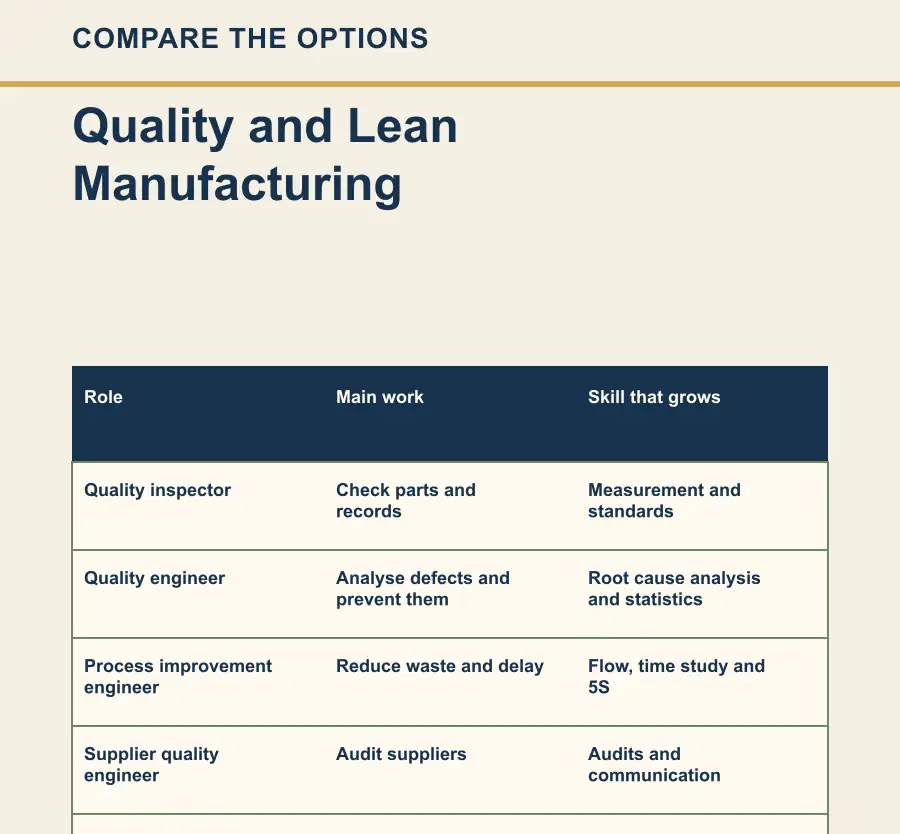 COMPARE THE OPTIONS
Quality and Lean
Manufacturing
Role
Main work
Skill that grows
Quality inspector
Check parts and
records
Measurement and
standards
Quality engineer
Analyse defects and
prevent them
Root cause analysis
and statistics
Process improvement
engineer
Reduce waste and delay
Flow, time study and
5S
Supplier quality
engineer
Audit suppliers
Audits and
communication